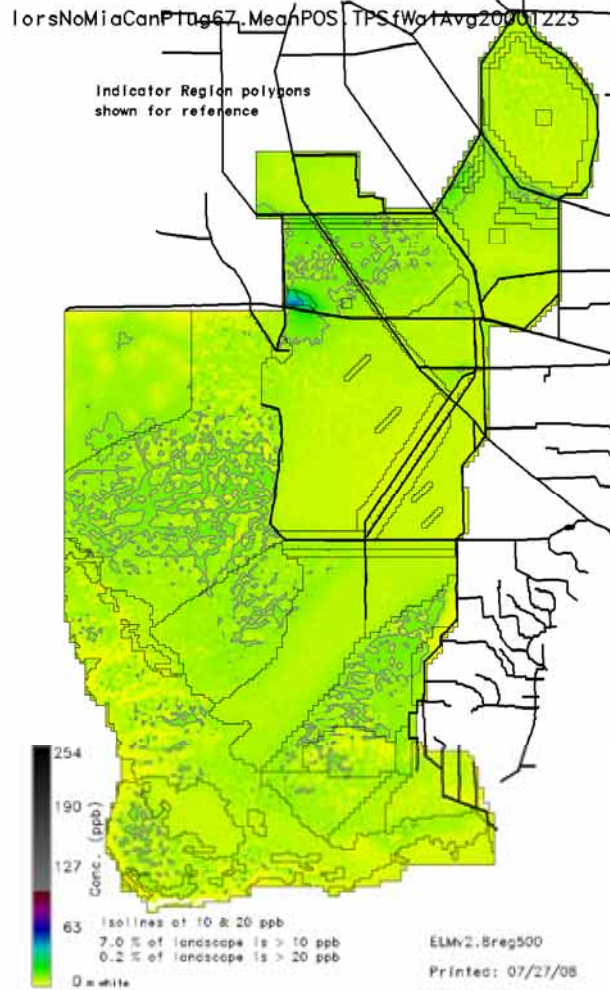 lorsNoMiaCanPlug67.MeanPOS.TPSfWatAvg20001223
Indicator Region polygons
shown for reference
254
190
127
63
0 = white
Conc. (ppb)
Isolines at 10 & 20 ppb
7.0 % of landscape is > 10 ppb
0.2 % of landscape is > 20 ppb
ELMv2.8reg500
Printed: 07/27/08